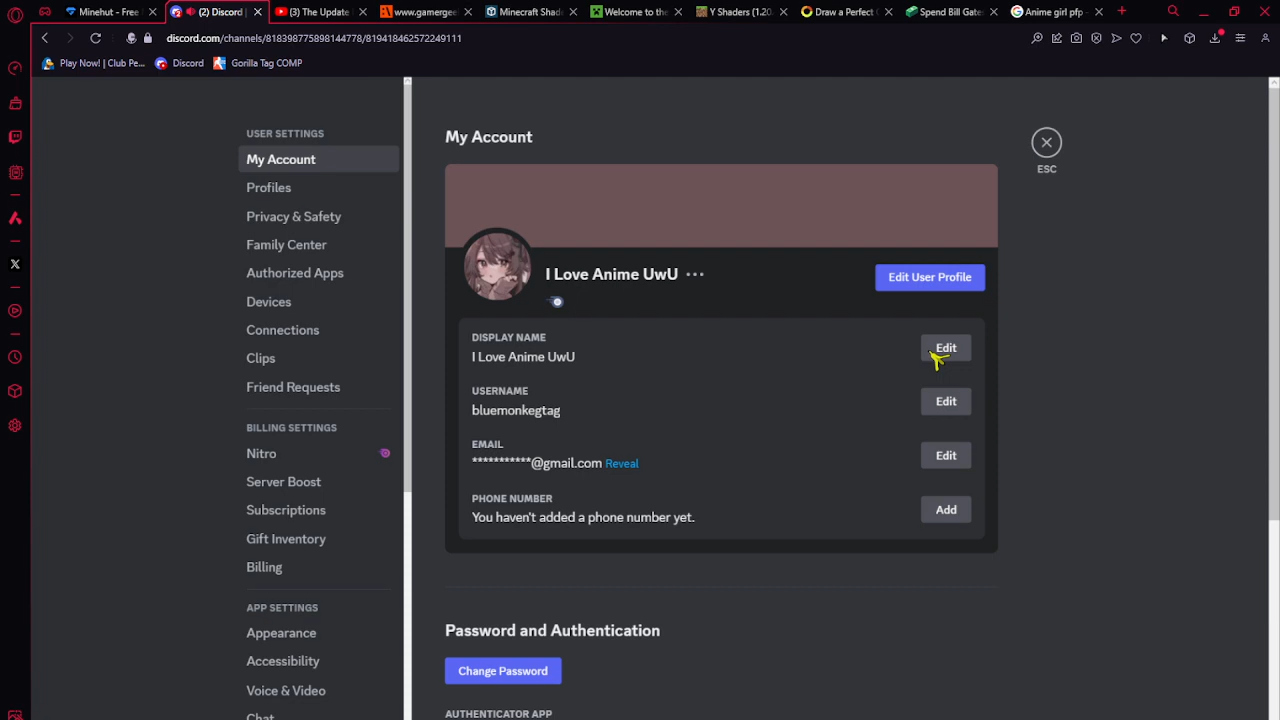 Minehut - Free
(2) Discord |
(3) The Update
www.gamergee
Minecraft Shad
Welcome to the
Y Shaders (1.20
Draw a Perfect C
Spend Bill Gate
Anime girl pfp
discord.com/channels/818398775898144778/819418462572249111
Play Now! | Club Pe...
Discord
Gorilla Tag COMP
USER SETTINGS
My Account
Profiles
Privacy & Safety
Family Center
Authorized Apps
Devices
Connections
Clips
Friend Requests
BILLING SETTINGS
Nitro
Server Boost
Subscriptions
Gift Inventory
Billing
APP SETTINGS
Appearance
Accessibility
Voice & Video
Chat
My Account
ESC
I Love Anime UwU
Edit User Profile
DISPLAY NAME
I Love Anime UwU
Edit
USERNAME
bluemonkegtag
Edit
EMAIL
***********@gmail.com Reveal
Edit
PHONE NUMBER
You haven't added a phone number yet.
Add
Password and Authentication
Change Password
AUTHENTICATOR APP